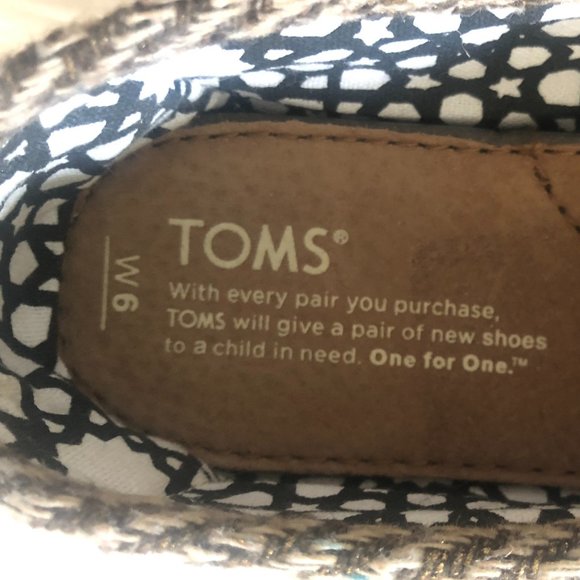 TOMS®
With every pair you purchase,
TOMS will give a pair of new shoes
to a child in need. One for One.™
W6